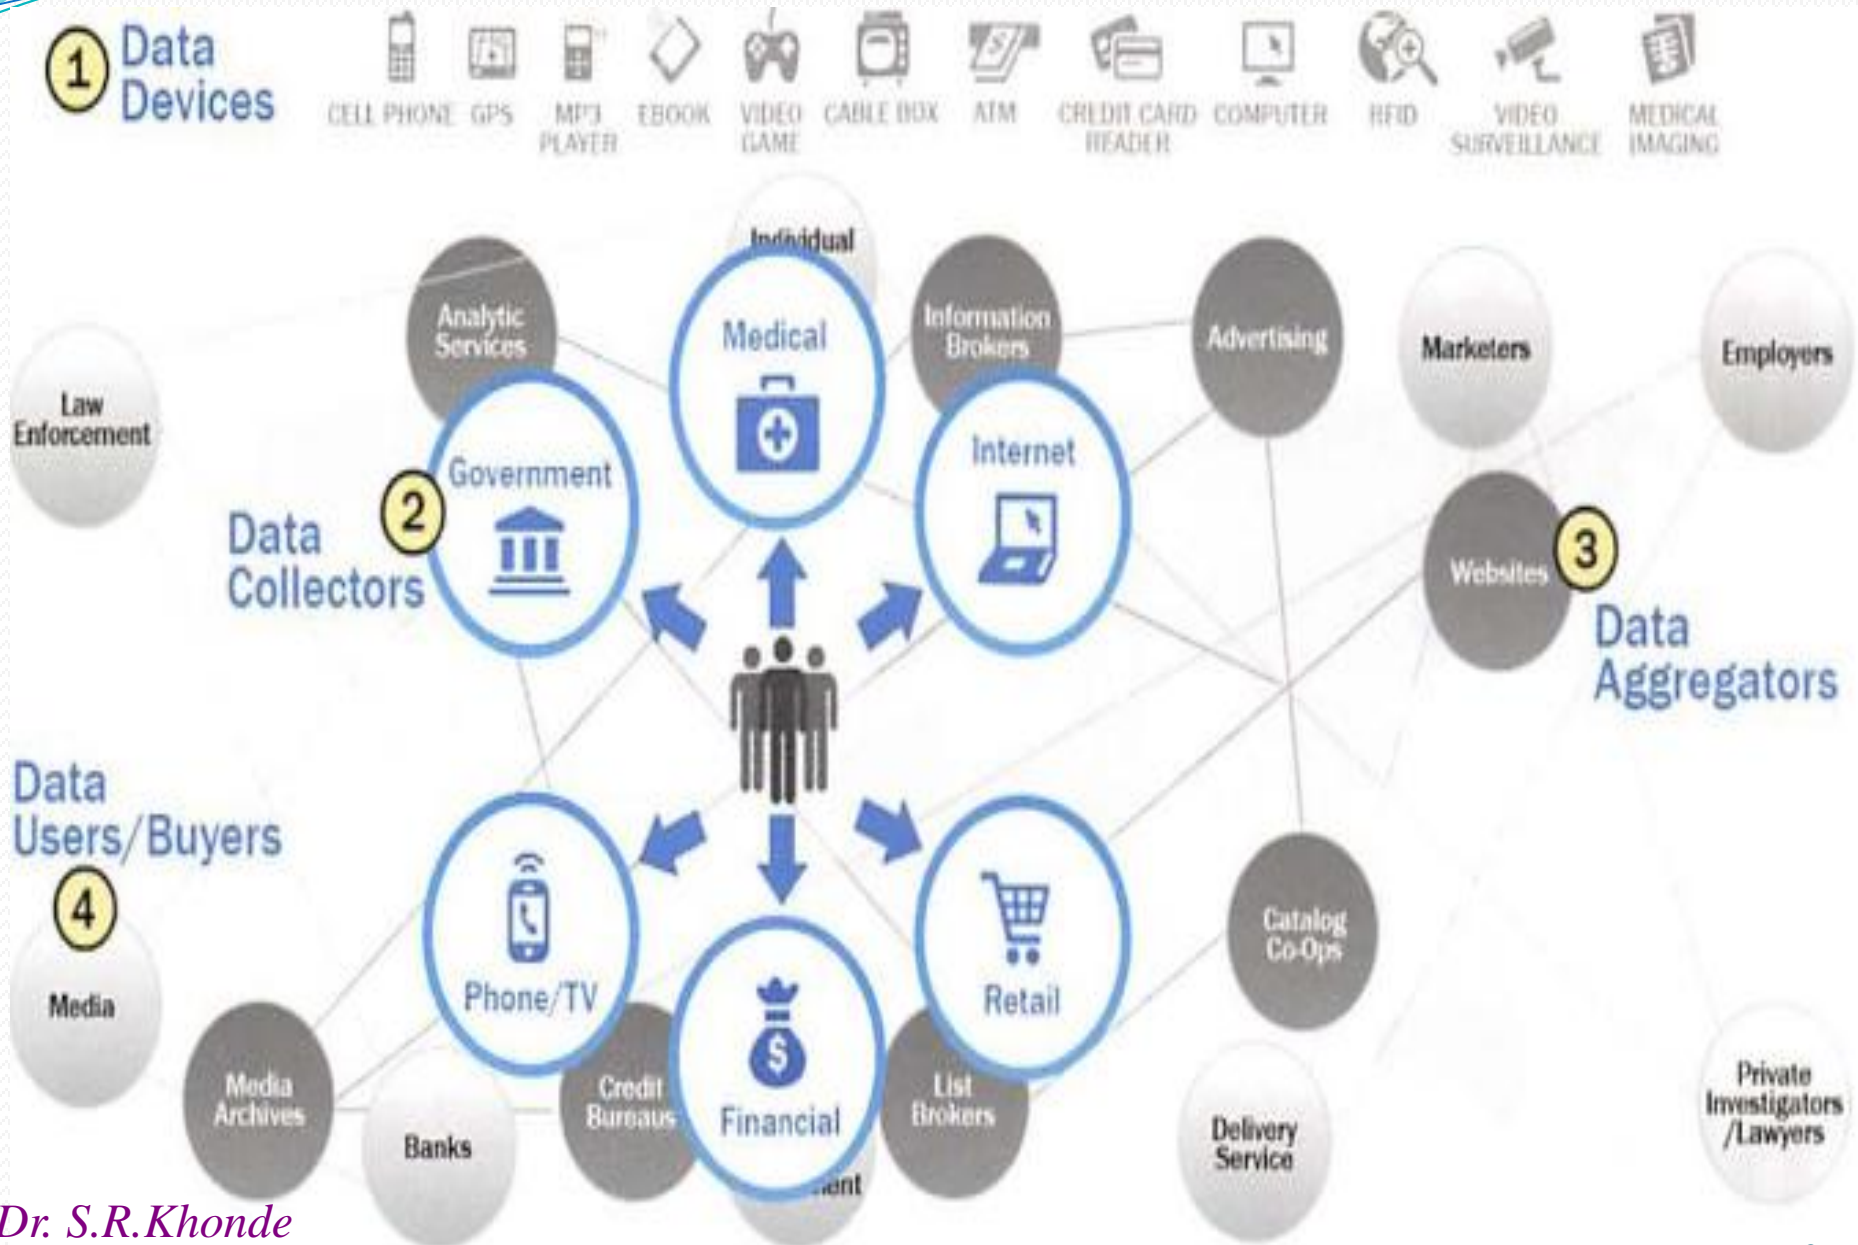 1
Data
Devices
CELL PHONE
GPS
MP3
PLAYER
EBOOK
VIDEO
GAME
CABLE BOX
ATM
CREDIT CARD
READER
COMPUTER
RFID
VIDEO
SURVEILLANCE
MEDICAL
IMAGING
Individual
Analytic
Services
Medical
Information
Brokers
Advertising
Marketers
Employers
Law
Enforcement
Government
2
Data
Collectors
Internet
Websites
3
Data
Aggregators
Data
Users/Buyers
4
Media
Phone/TV
Financial
Retail
Catalog
Co-Ops
Media
Archives
Banks
Credit
Bureaus
List
Brokers
Delivery
Service
Private
Investigators
/Lawyers
Dr. S.R.Khonde